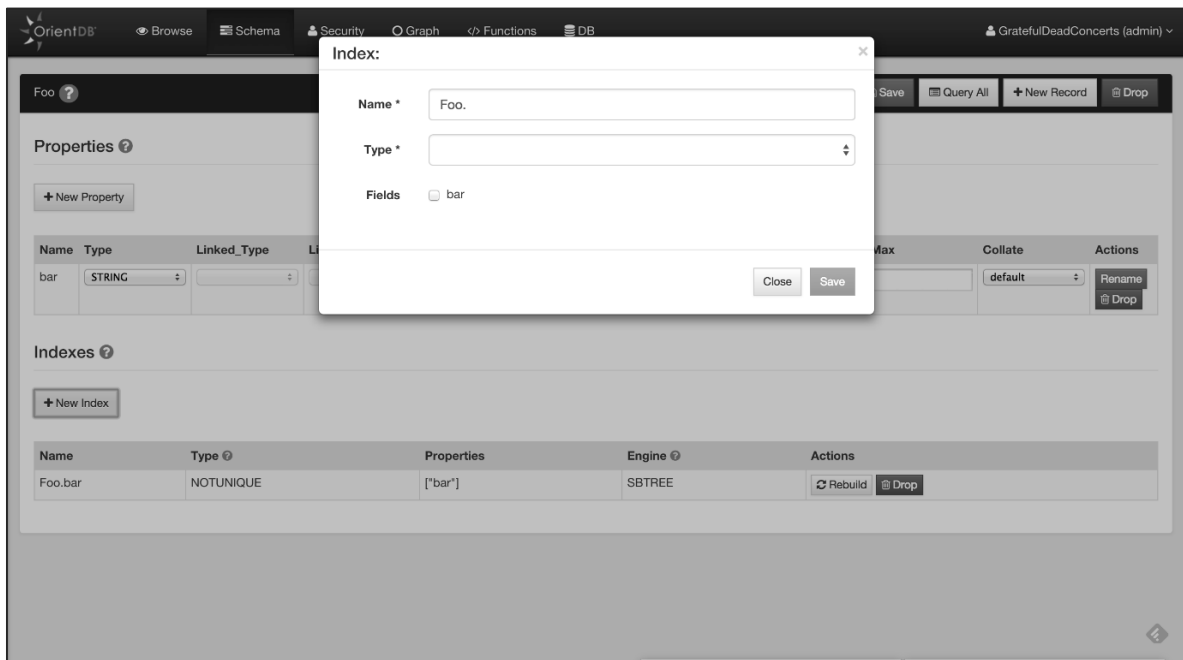 OrientDB® Browse Schema Security Graph Functions DB GratefulDeadConcerts (admin)
Index: ×
Foo ? Save Query All + New Record Drop
Name * Foo.
Properties ?
Type *
+ New Property
Fields bar
Name Type Linked_Type Li Max Collate Actions
bar STRING default Rename
Close Save
Drop
Indexes ?
+ New Index
Name Type ? Properties Engine ? Actions
Foo.bar NOTUNIQUE ["bar"] SBTREE Rebuild Drop